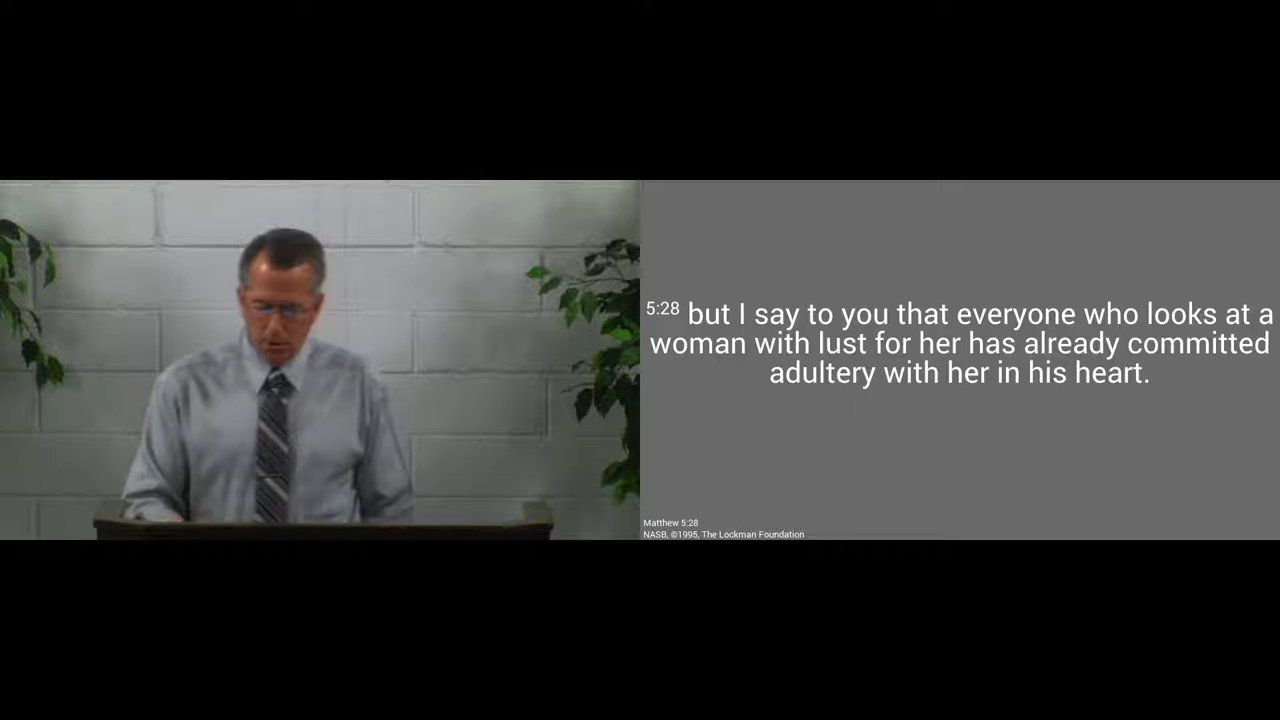 5:28 but I say to you that everyone who looks at a
woman with lust for her has already committed
adultery with her in his heart.
Matthew 5:28
NASB, ©1995, The Lockman Foundation